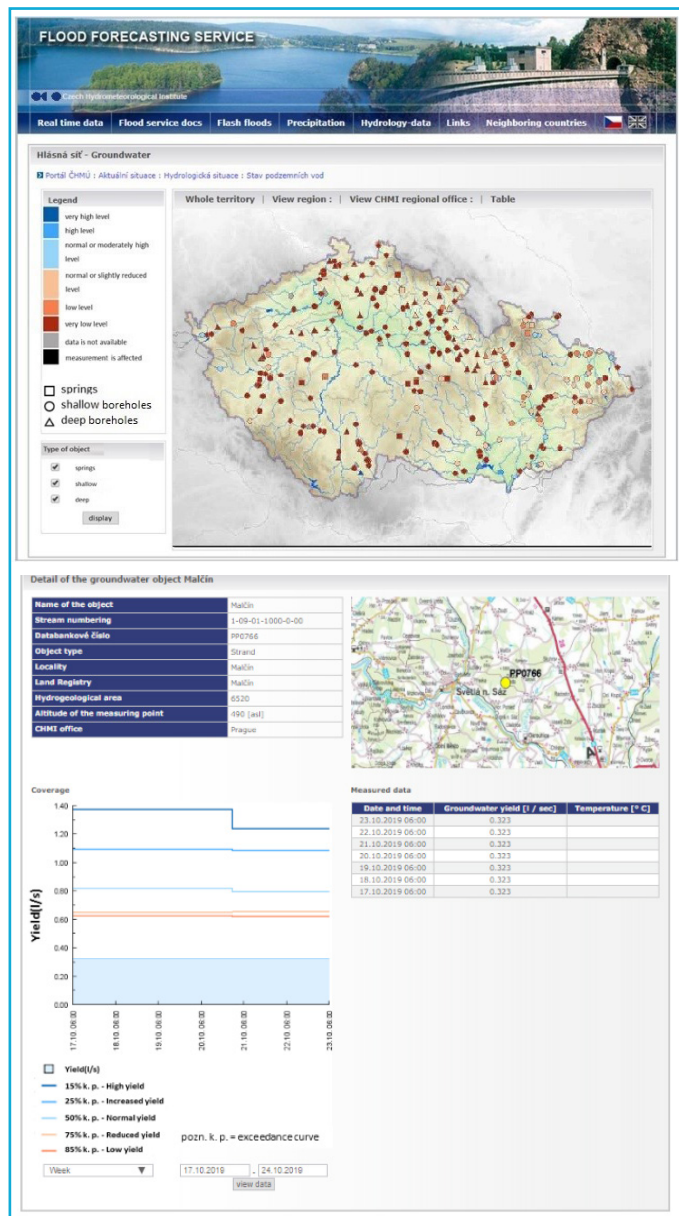 FLOOD FORECASTING SERVICE
Czech Hydrometeorological Institute
Real time data Flood service docs Flash floods Precipitation Hydrology-data Links Neighboring countries
Hlásná síť - Groundwater
Portál ČHMÚ : Aktuální situace : Hydrologická situace : Stav podzemních vod
Legend
very high level
high level
normal or moderately high
level
normal or slightly reduced
level
low level
very low level
data is not available
measurement is affected
springs
shallow boreholes
deep boreholes
Type of object
springs
shallow
deep
display
Whole territory | View region : | View CHMI regional office : | Table
Detail of the groundwater object Malčín
Name of the object Malčín
Stream numbering 1-09-01-1000-0-00
Databankové číslo PP0766
Object type Strand
Locality Malčín
Land Registry Malčín
Hydrogeological area 6520
Altitude of the measuring point 490 [asl]
CHMI office Prague
PP0766
Světlá n. Sáz
Coverage
Yield(l/s)
1.40
1.20
1.00
0.80
0.60
0.40
0.20
0.00
17.10. 06:00
18.10. 06:00
19.10. 06:00
20.10. 06:00
21.10. 06:00
22.10. 06:00
23.10. 06:00
Yield(l/s)
15% k. p. - High yield
25% k. p. - Increased yield
50% k. p. - Normal yield
75% k. p. - Reduced yield
85% k. p. - Low yield
pozn. k. p. = exceedance curve
Week 17.10.2019 - 24.10.2019
view data
Measured data
Date and time Groundwater yield [l / sec] Temperature [° C]
23.10.2019 06:00 0.323
22.10.2019 06:00 0.323
21.10.2019 06:00 0.323
20.10.2019 06:00 0.323
19.10.2019 06:00 0.323
18.10.2019 06:00 0.323
17.10.2019 06:00 0.323